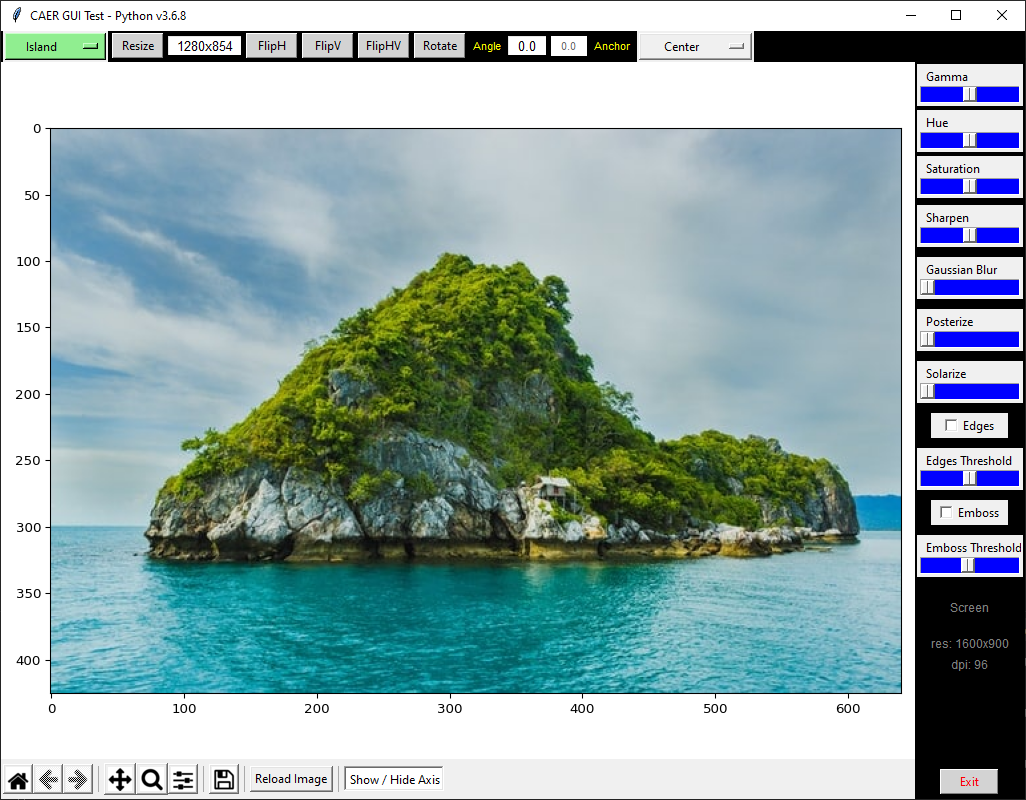 CAER GUI Test - Python v3.6.8
Island Resize 1280x854 FlipH FlipV FlipHV Rotate Angle 0.0 0.0 Anchor Center
Gamma
Hue
Saturation
Sharpen
Gaussian Blur
Posterize
Solarize
Edges
Edges Threshold
Emboss
Emboss Threshold
Screen
res: 1600x900
dpi: 96
Exit
0
50
100
150
200
250
300
350
400
0 100 200 300 400 500 600
Reload Image Show / Hide Axis